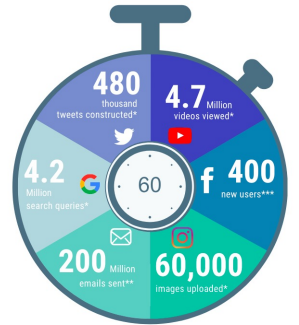 480
thousand
tweets constructed*
4.7 Million
videos viewed*
4.2
Million
search queries*
G
60
f 400
new users***
200 Million
emails sent**
60,000
images uploaded*